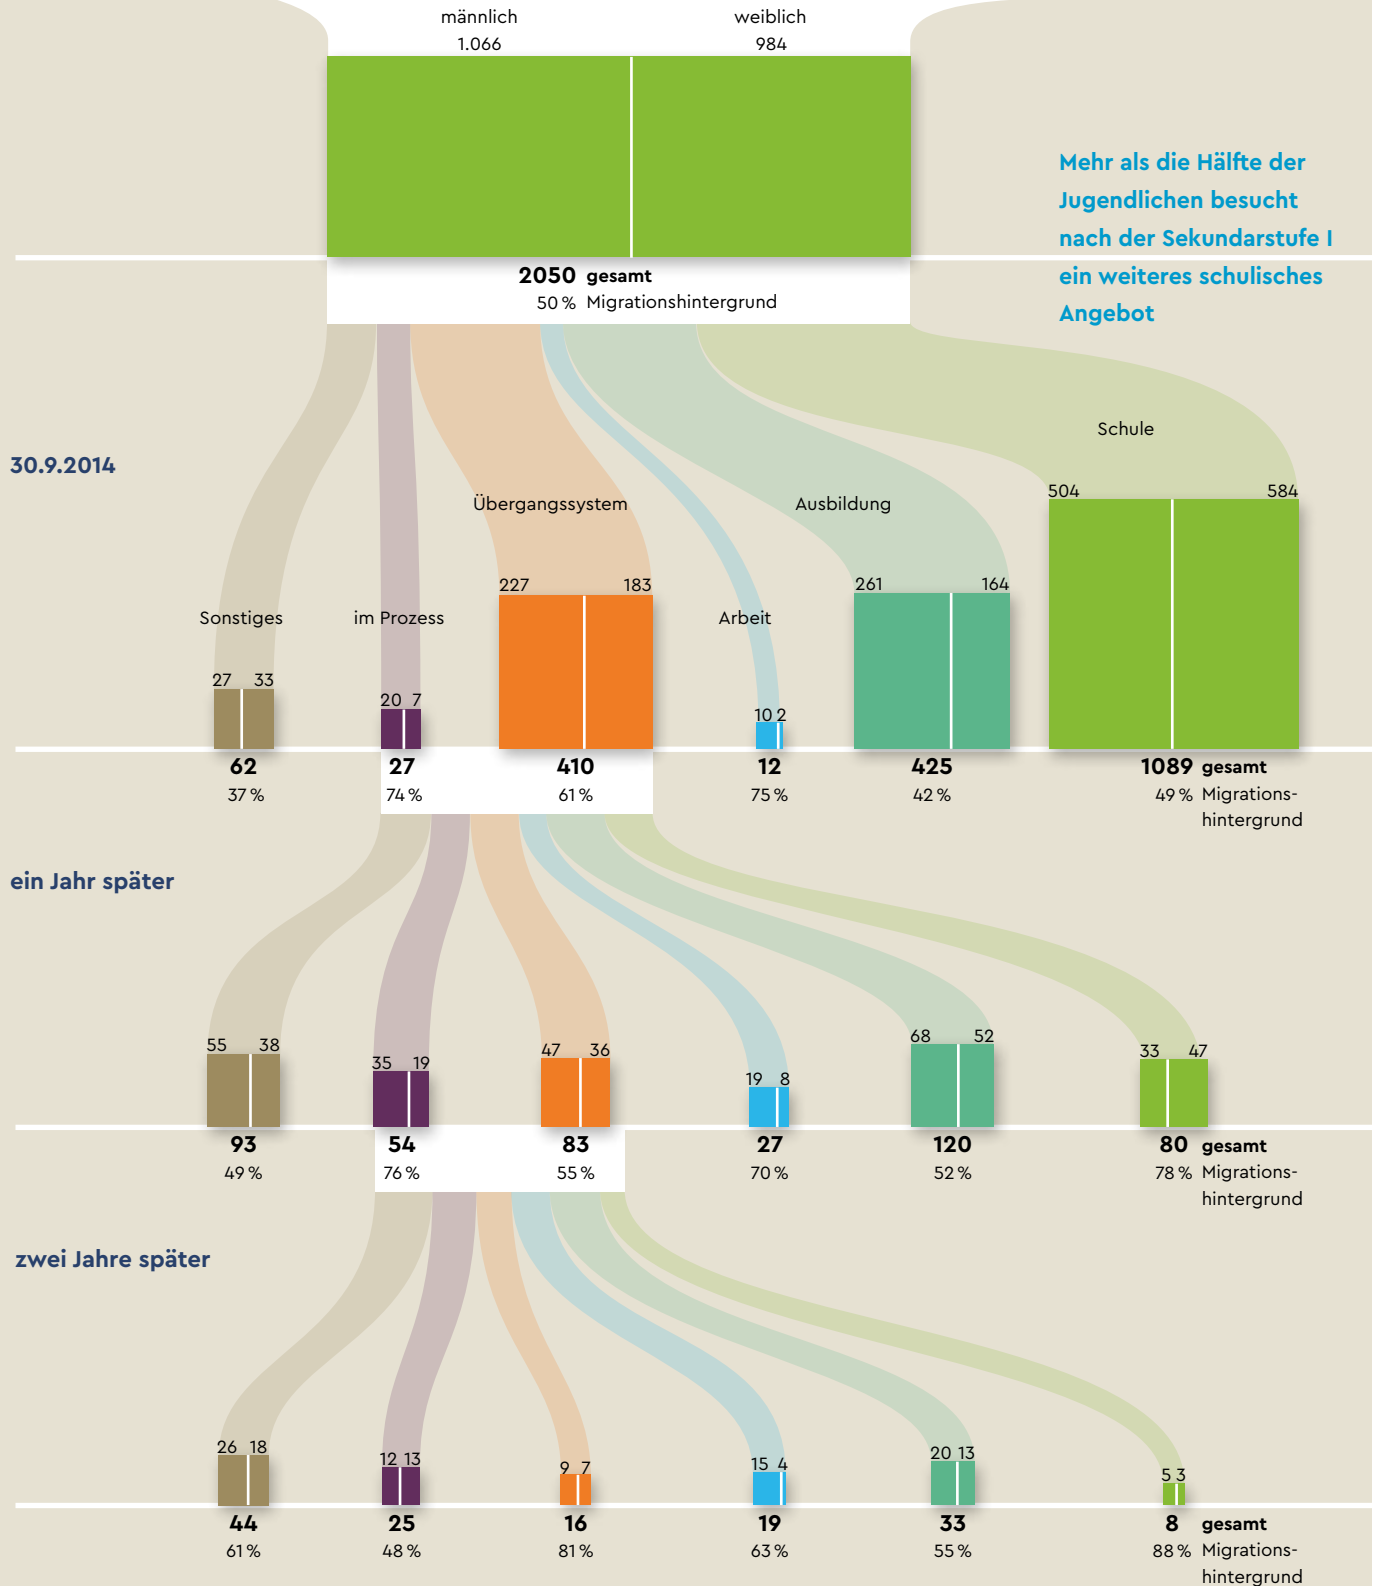 männlich weiblich
1.066 984
2050 gesamt
50 % Migrationshintergrund
Mehr als die Hälfte der
Jugendlichen besucht
nach der Sekundarstufe I
ein weiteres schulisches
Angebot
30.9.2014
Schule
504 584
Übergangssystem Ausbildung
227 183 261 164
Sonstiges im Prozess Arbeit
27 33 20 7 10 2
62 27 410 12 425 1089 gesamt
37 % 74 % 61 % 75 % 42 % 49 % Migrations-
hintergrund
ein Jahr später
55 38 35 19 47 36 19 8 68 52 33 47
93 54 83 27 120 80 gesamt
49 % 76 % 55 % 70 % 52 % 78 % Migrations-
hintergrund
zwei Jahre später
26 18 12 13 9 7 15 4 20 13 5 3
44 25 16 19 33 8 gesamt
61 % 48 % 81 % 63 % 55 % 88 % Migrations-
hintergrund